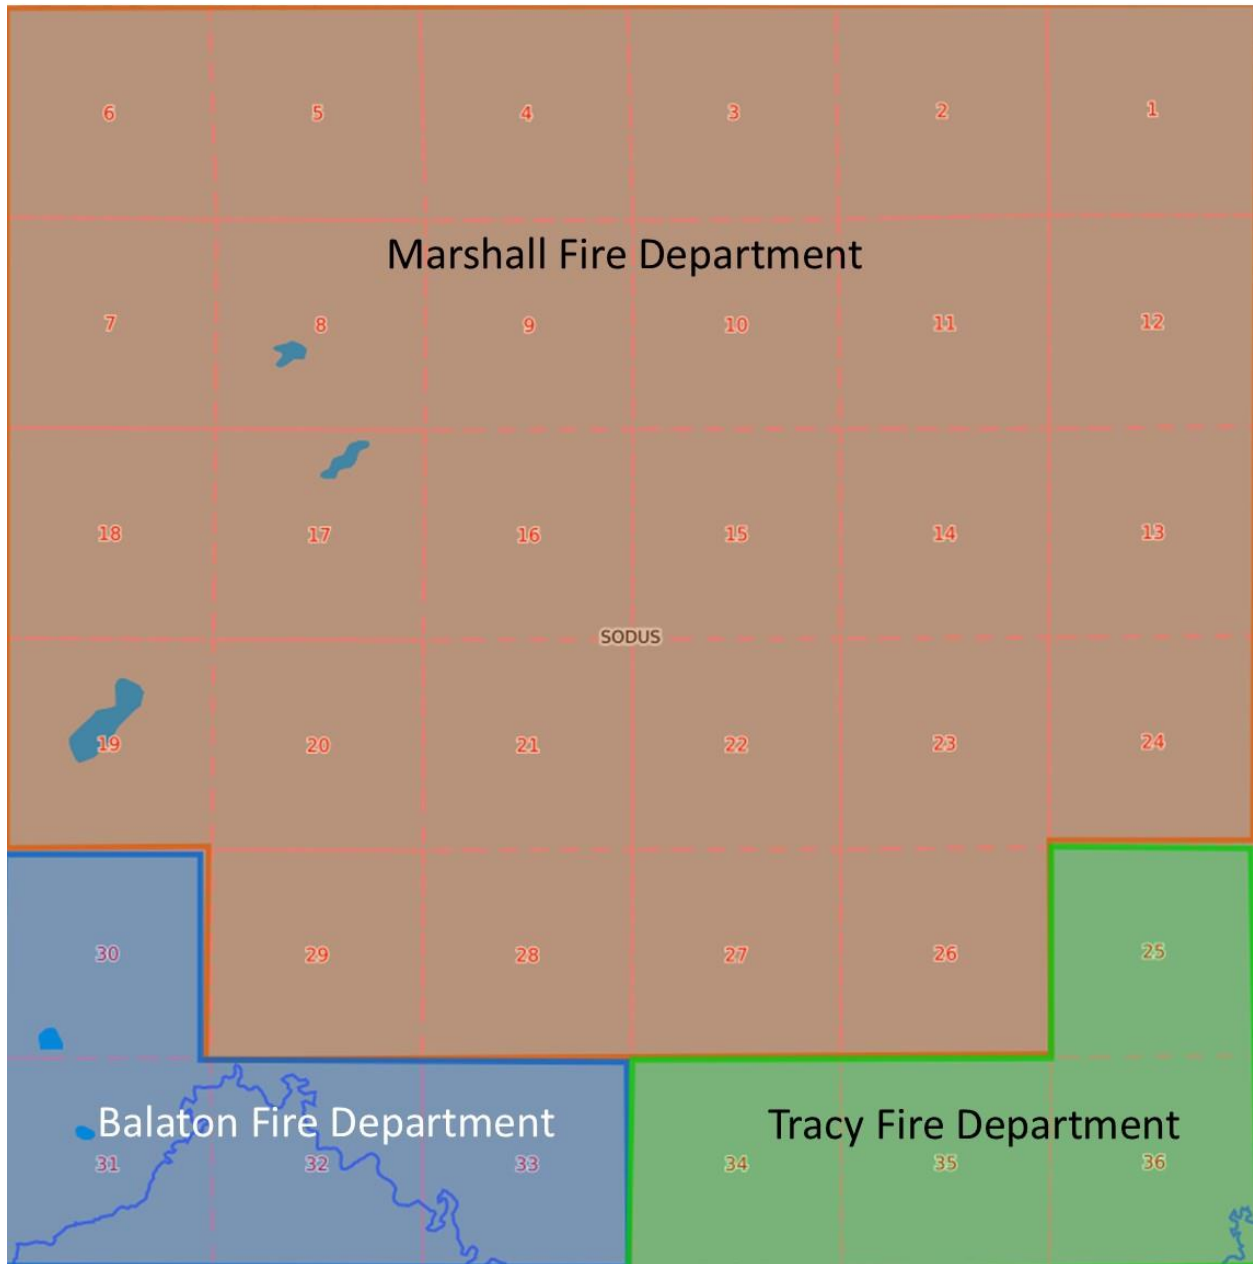 6 5 4 3 2 1
Marshall Fire Department
7 8 9 10 11 12
18 17 16 15 14 13
SODUS
19 20 21 22 23 24
30 29 28 27 26 25
Balaton Fire Department Tracy Fire Department
31 32 33 34 35 36